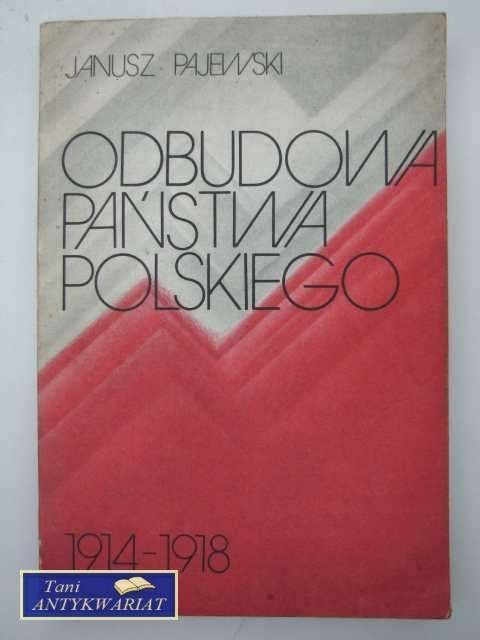 JANUSZ PAJEWSKI
ODBUDOWA
PAŃSTWA
POLSKIEGO
1914–1918
Tani
ANTYKWARIAT